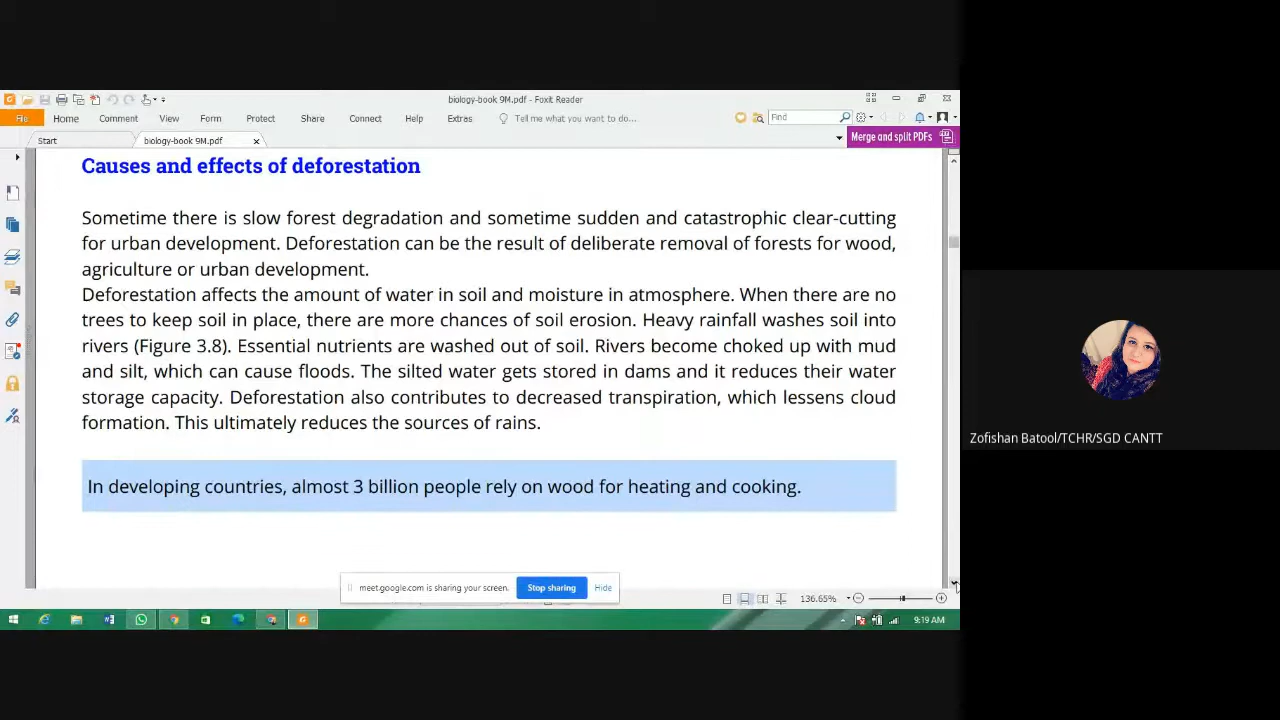 biology-book 9M.pdf - Foxit Reader
File Home Comment View Form Protect Share Connect Help Extras Tell me what you want to do... Find
Start biology-book 9M.pdf Merge and split PDFs
Causes and effects of deforestation
Sometime there is slow forest degradation and sometime sudden and catastrophic clear-cutting
for urban development. Deforestation can be the result of deliberate removal of forests for wood,
agriculture or urban development.
Deforestation affects the amount of water in soil and moisture in atmosphere. When there are no
trees to keep soil in place, there are more chances of soil erosion. Heavy rainfall washes soil into
rivers (Figure 3.8). Essential nutrients are washed out of soil. Rivers become choked up with mud
and silt, which can cause floods. The silted water gets stored in dams and it reduces their water
storage capacity. Deforestation also contributes to decreased transpiration, which lessens cloud
formation. This ultimately reduces the sources of rains.
In developing countries, almost 3 billion people rely on wood for heating and cooking.
meet.google.com is sharing your screen. Stop sharing Hide
136.65%
9:19 AM
Zofishan Batool/TCHR/SGD CANTT